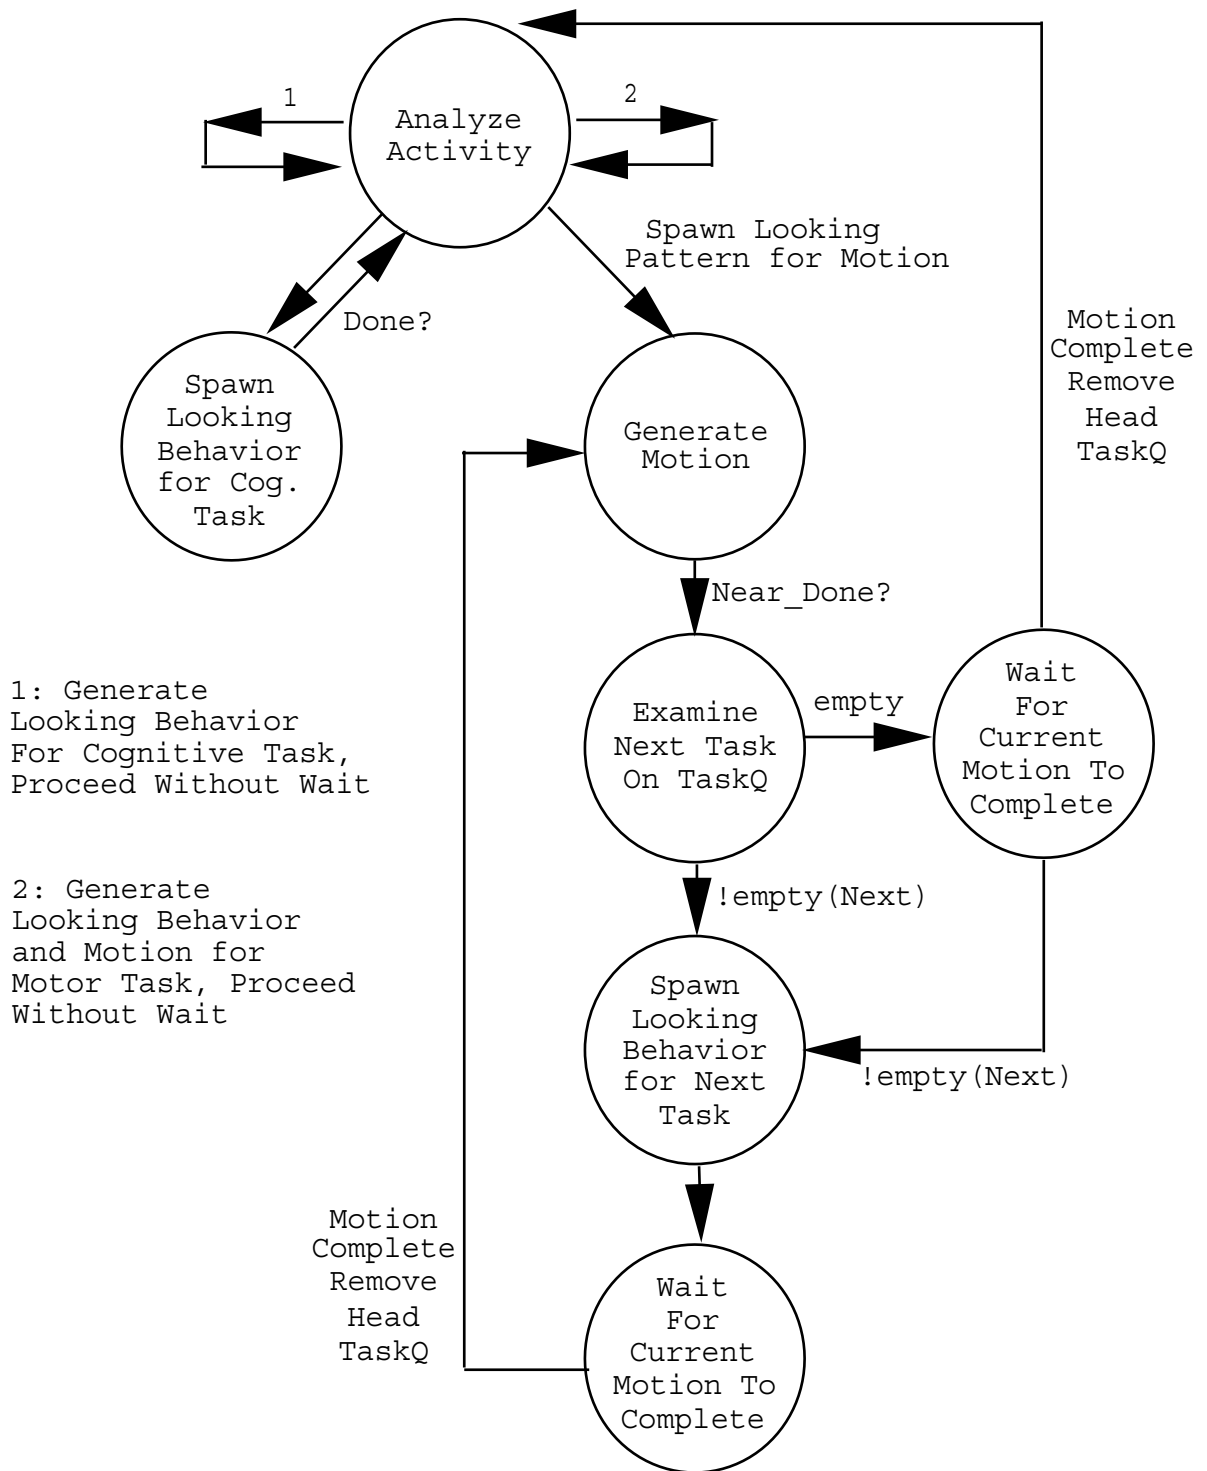 1
2
Analyze
Activity
Spawn Looking
Pattern for Motion
Done?
Motion
Complete
Remove
Head
TaskQ
Spawn
Looking
Behavior
for Cog.
Task
Generate
Motion
Near_Done?
1: Generate
Looking Behavior
For Cognitive Task,
Proceed Without Wait
Examine
Next Task
On TaskQ
empty
Wait
For
Current
Motion To
Complete
2: Generate
Looking Behavior
and Motion for
Motor Task, Proceed
Without Wait
!empty(Next)
Spawn
Looking
Behavior
for Next
Task
!empty(Next)
Motion
Complete
Remove
Head
TaskQ
Wait
For
Current
Motion To
Complete